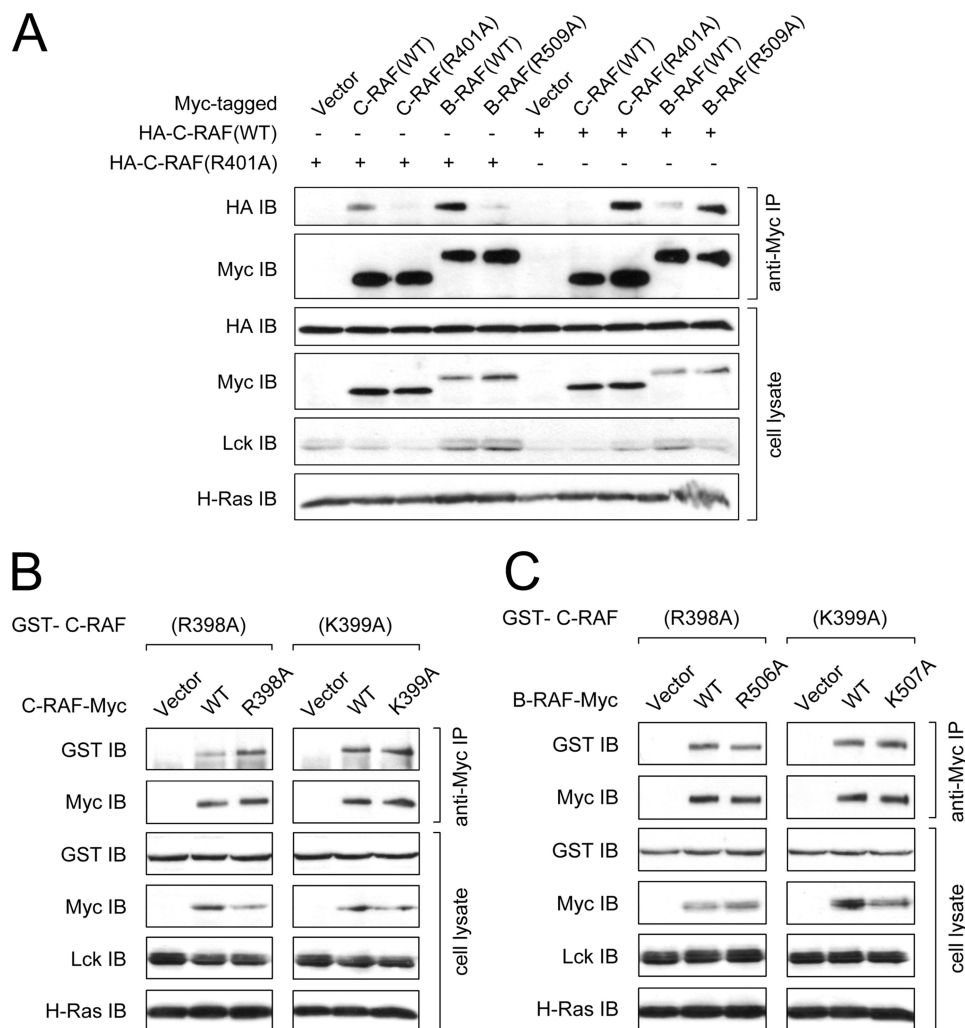 A
Vector C-RAF(WT) C-RAF(R401A) B-RAF(WT) B-RAF(R509A) Vector C-RAF(WT) C-RAF(R401A) B-RAF(WT) B-RAF(R509A)
Myc-tagged
HA-C-RAF(WT) - - - - - + + + + +
HA-C-RAF(R401A) + + + + + - - - - -
HA IB
Myc IB
anti-Myc IP
HA IB
Myc IB
Lck IB
H-Ras IB
cell lysate
B
GST- C-RAF (R398A) (K399A)
C-RAF-Myc Vector WT R398A Vector WT K399A
GST IB
Myc IB
anti-Myc IP
GST IB
Myc IB
Lck IB
H-Ras IB
cell lysate
C
GST- C-RAF (R398A) (K399A)
B-RAF-Myc Vector WT R506A Vector WT K507A
GST IB
Myc IB
anti-Myc IP
GST IB
Myc IB
Lck IB
H-Ras IB
cell lysate